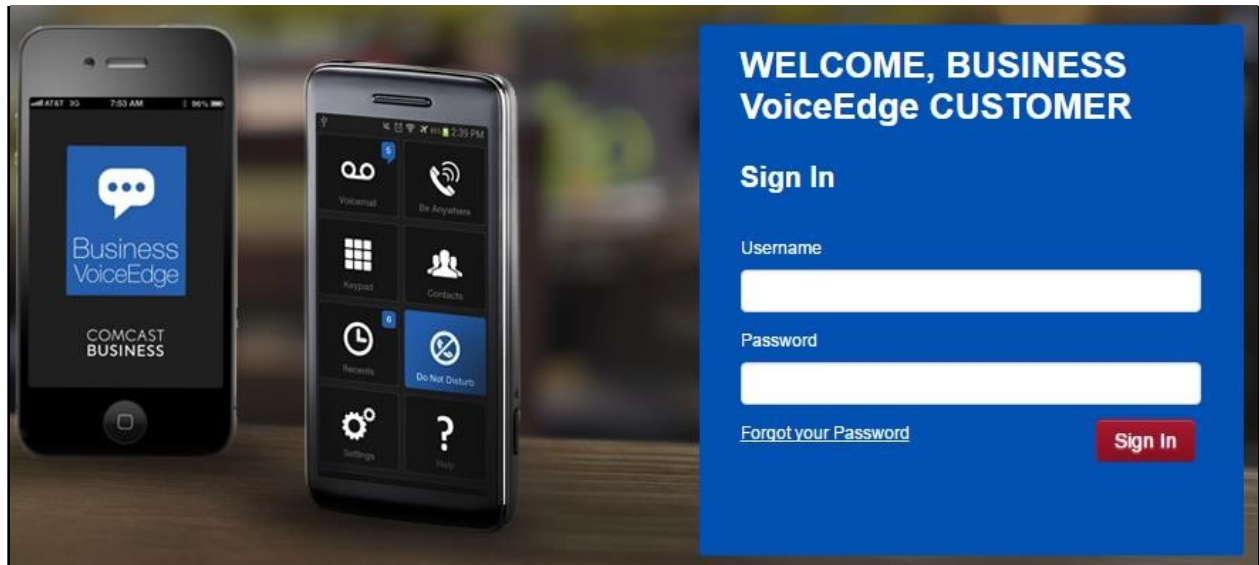 AT&T 3G 7:53 AM 96%
Business
VoiceEdge
COMCAST
BUSINESS
2:39 PM
5
Voicemail
Be Anywhere
Keypad
Contacts
6
Recents
Do Not Disturb
Settings
Help
WELCOME, BUSINESS
VoiceEdge CUSTOMER
Sign In
Username
Password
Forgot your Password
Sign In